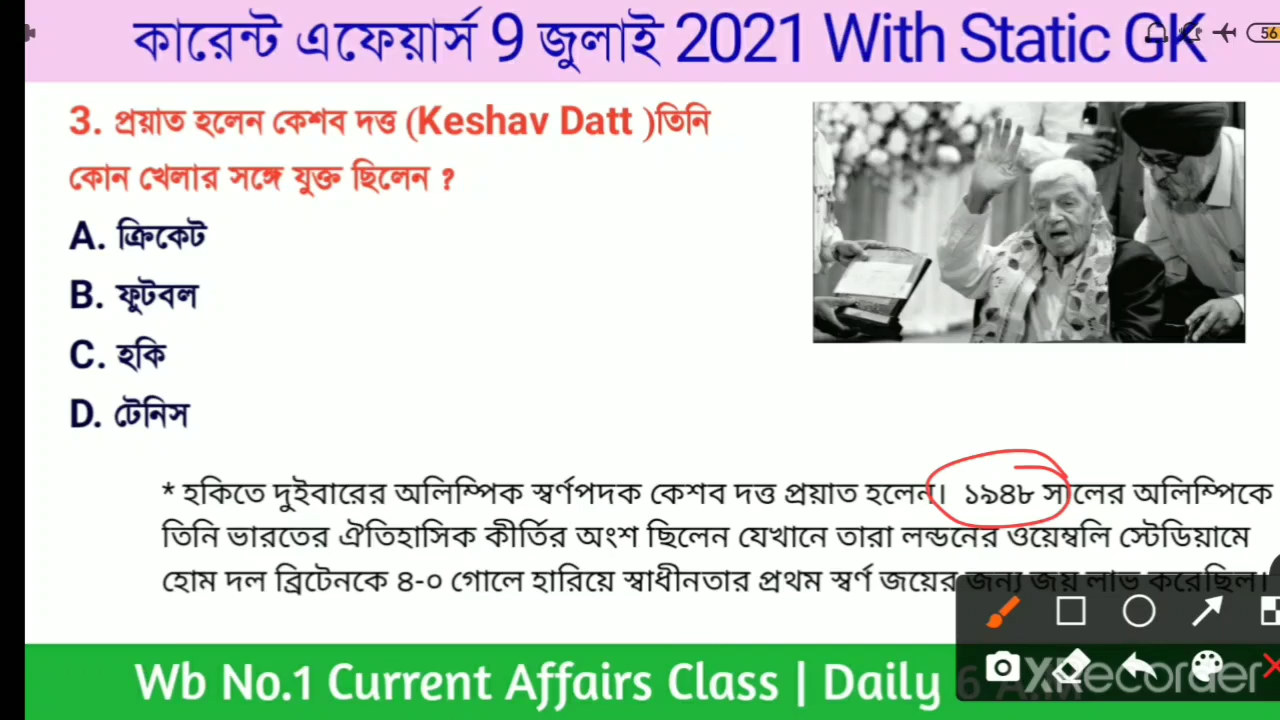 কারেন্ট এফেয়ার্স 9 জুলাই 2021 With Static GK
56
3. প্রয়াত হলেন কেশব দত্ত (Keshav Datt )তিনি
কোন খেলার সঙ্গে যুক্ত ছিলেন ?
A. ক্রিকেট
B. ফুটবল
C. হকি
D. টেনিস
* হকিতে দুইবারের অলিম্পিক স্বর্ণপদক কেশব দত্ত প্রয়াত হলেন। ১৯৪৮ সালের অলিম্পিকে
তিনি ভারতের ঐতিহাসিক কীর্তির অংশ ছিলেন যেখানে তারা লন্ডনের ওয়েম্বলি স্টেডিয়ামে
হোম দল ব্রিটেনকে ৪-০ গোলে হারিয়ে স্বাধীনতার প্রথম স্বর্ণ জয়ের জন্য জয় লাভ করেছিল।
Wb No.1 Current Affairs Class | Daily 6 A.M
XRecorder